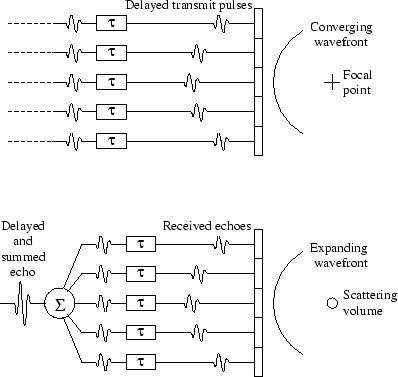 Delayed transmit pulses
τ
τ
τ
τ
τ
Converging
wavefront
Focal
point
Delayed
and
summed
echo
Σ
Received echoes
τ
τ
τ
τ
τ
Expanding
wavefront
Scattering
volume